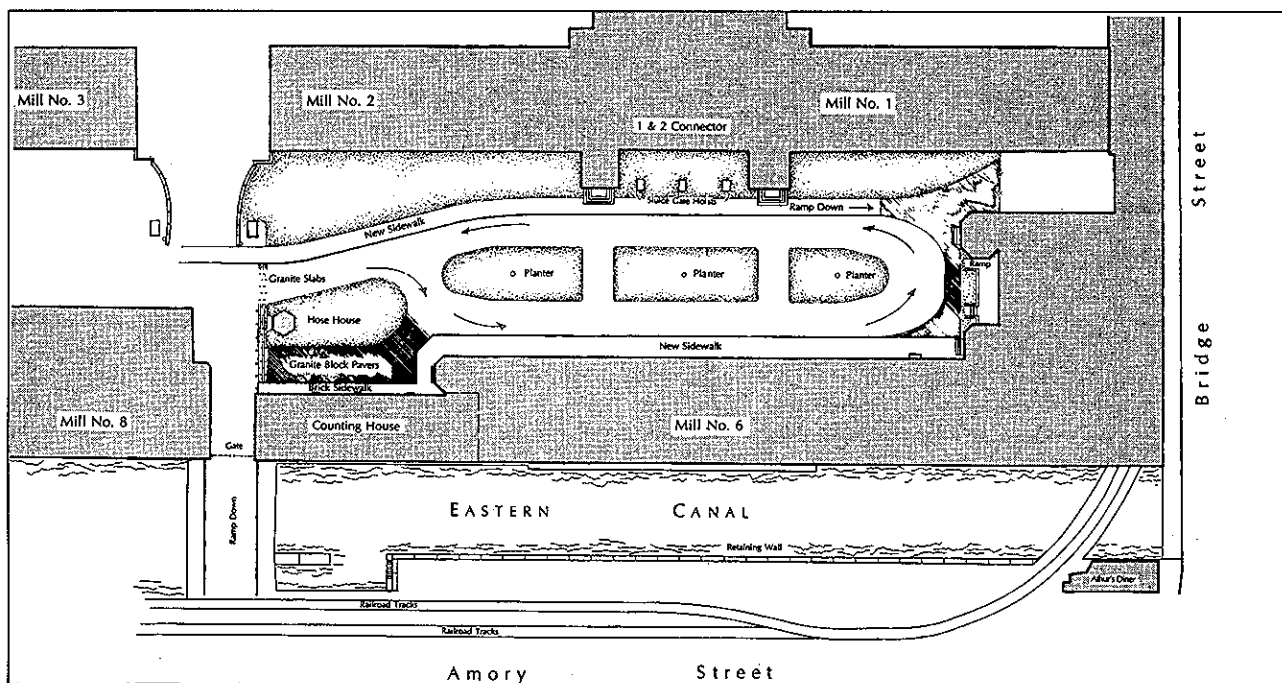 Mill No. 3
Mill No. 2
Mill No. 1
1 & 2 Connector
Ramp Down
New Sidewalk
Granite Slabs
Planter
Planter
Planter
Ramp
Hose House
New Sidewalk
Granite Block Pavers
Brick Sidewalk
Mill No. 8
Counting House
Mill No. 6
Gate
Ramp Down
EASTERN CANAL
Retaining Wall
Railroad Tracks
Railroad Tracks
Amory Street
Bridge Street
Diner